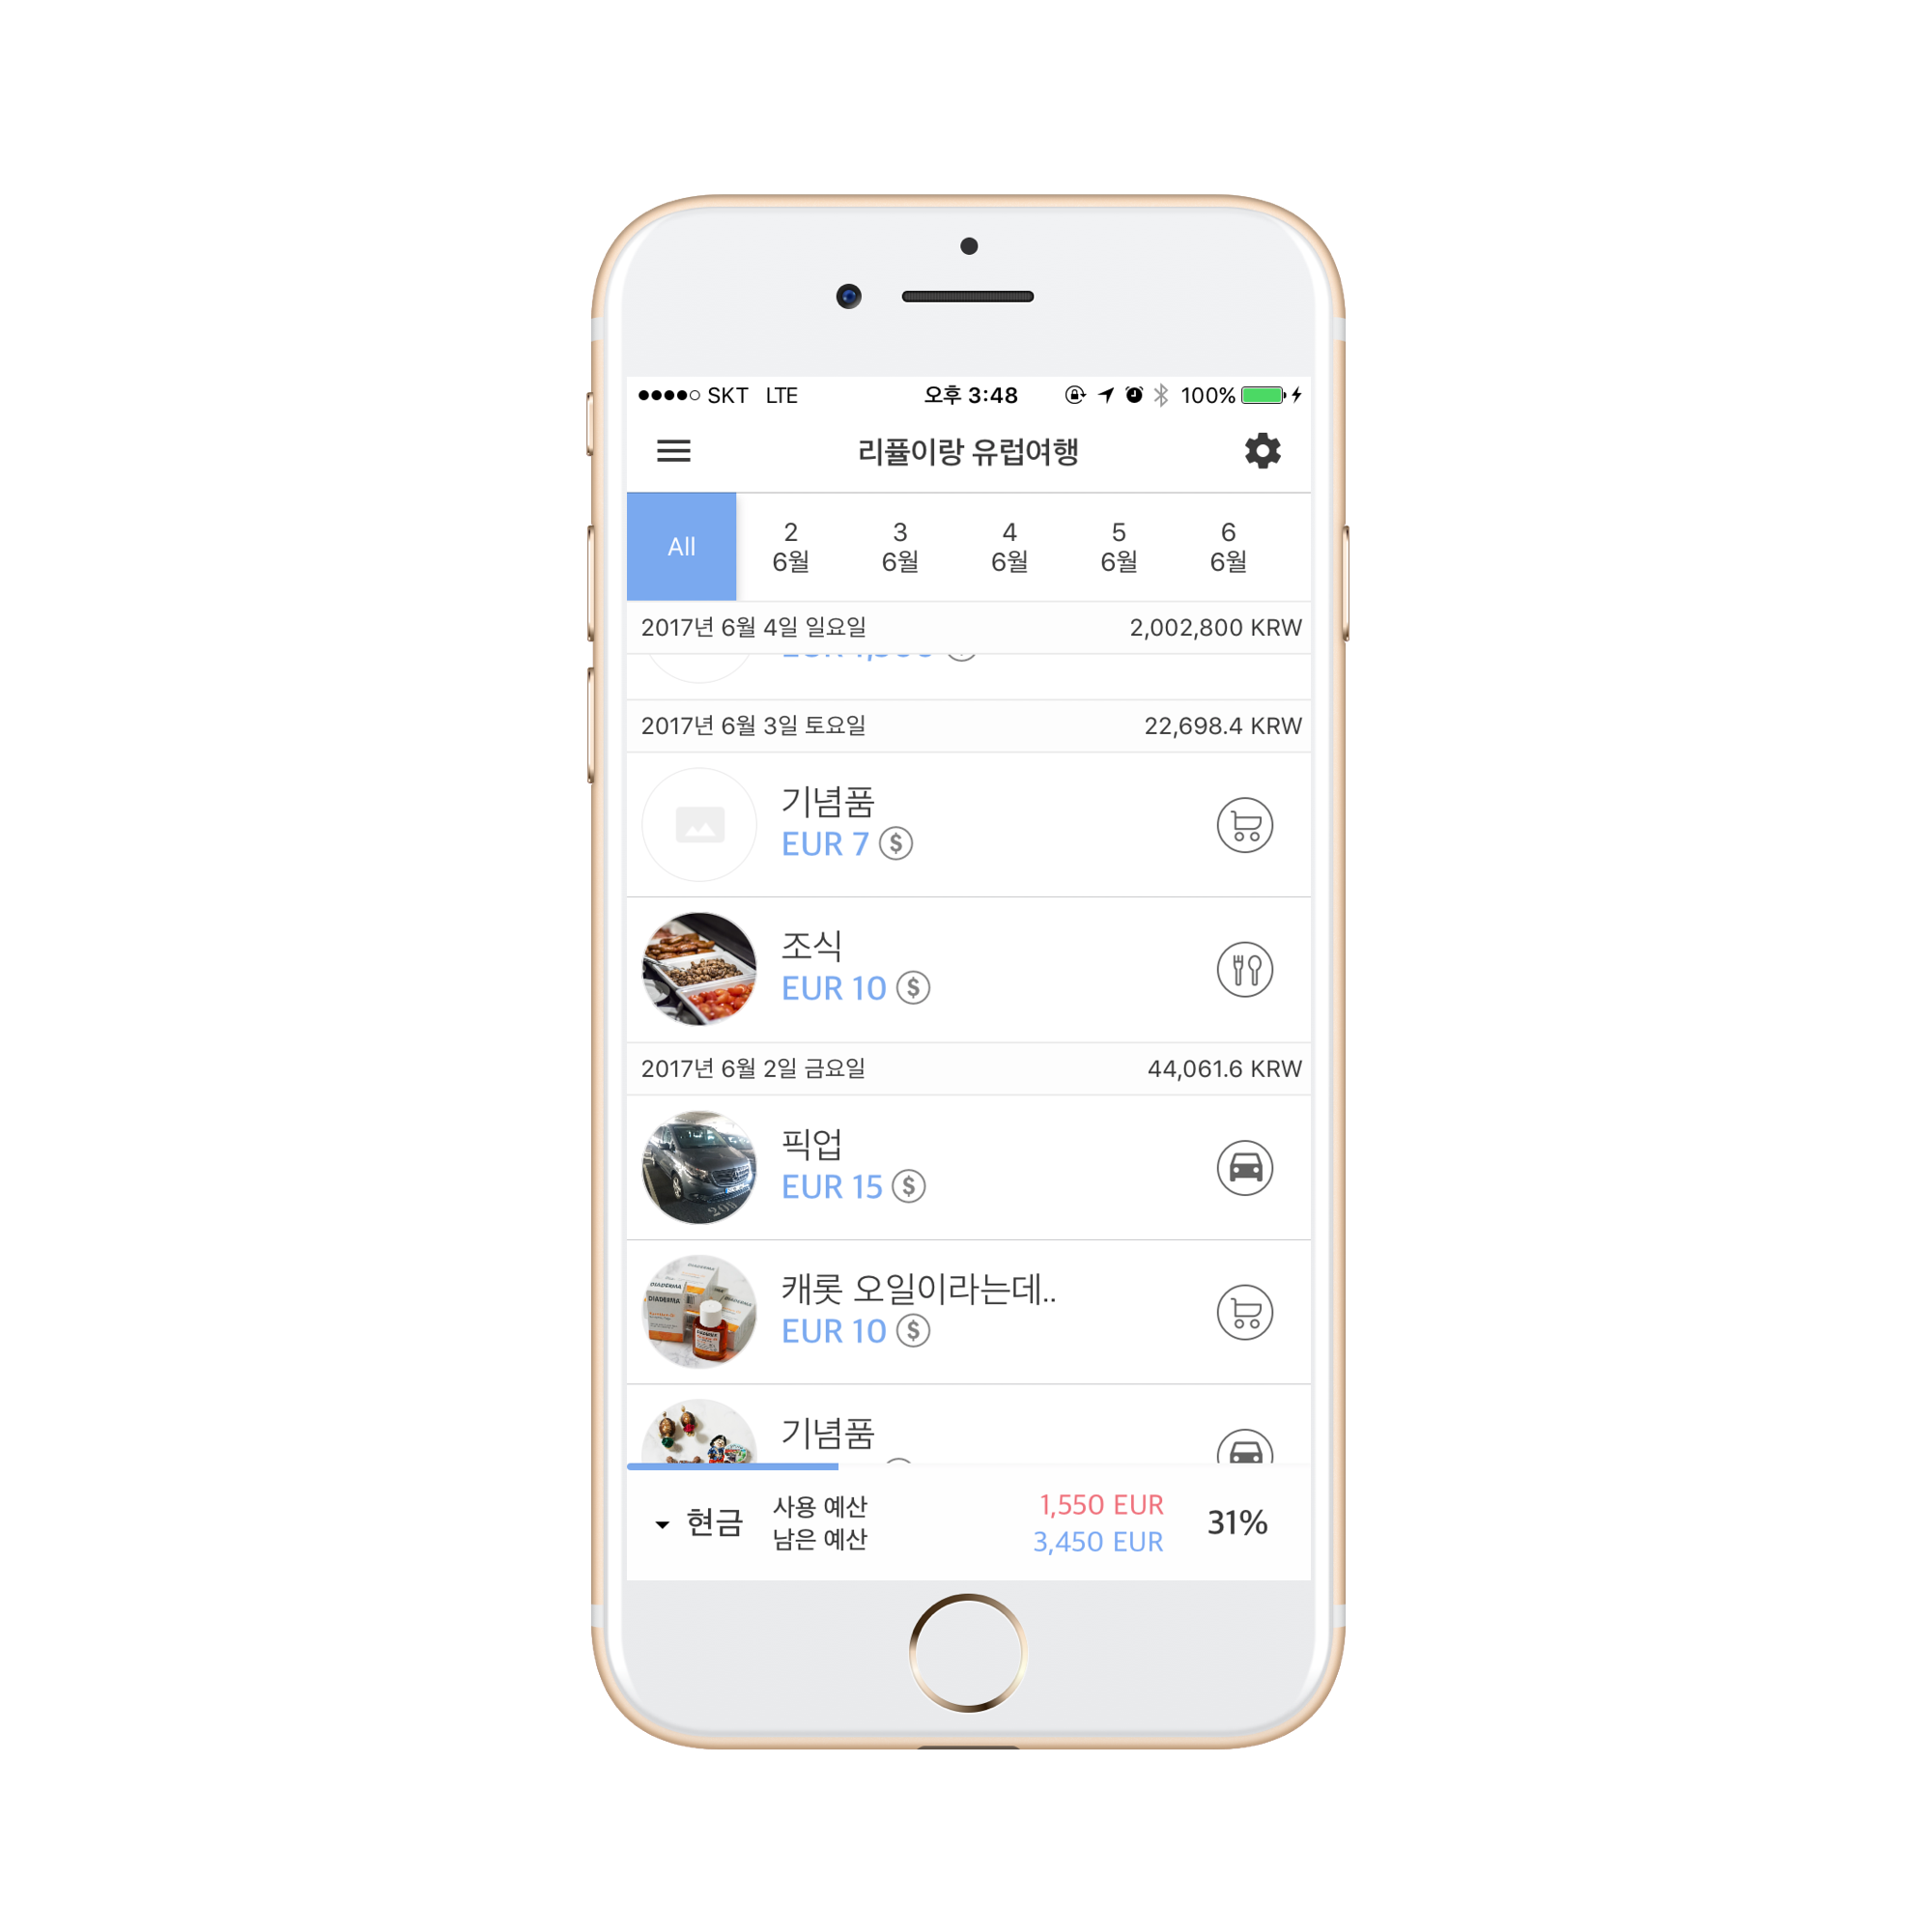 SKT LTE 오후 3:48 100%
리퓰이랑 유럽여행
All
2
6월
3
6월
4
6월
5
6월
6
6월
2017년 6월 4일 일요일 2,002,800 KRW
2017년 6월 3일 토요일 22,698.4 KRW
기념품
EUR 7
조식
EUR 10
2017년 6월 2일 금요일 44,061.6 KRW
픽업
EUR 15
캐롯 오일이라는데..
EUR 10
DIADERMA
기념품
현금
사용 예산 1,550 EUR
남은 예산 3,450 EUR
31%